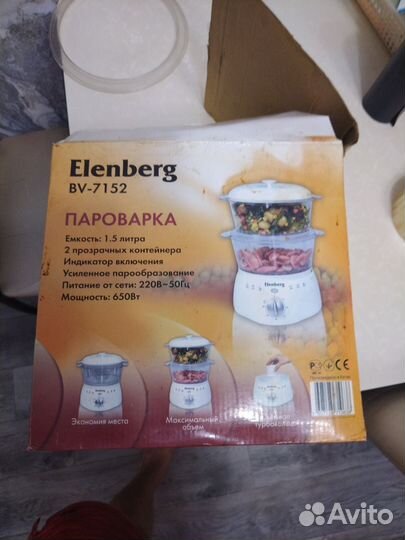 Elenberg
BV-7152
ПАРОВАРКА
Емкость: 1.5 литра
2 прозрачных контейнера
Индикатор включения
Усиленное парообразование
Питание от сети: 220В~50Гц
Мощность: 650Вт
Elenberg
Экономия места
Максимальный
объем
Avito